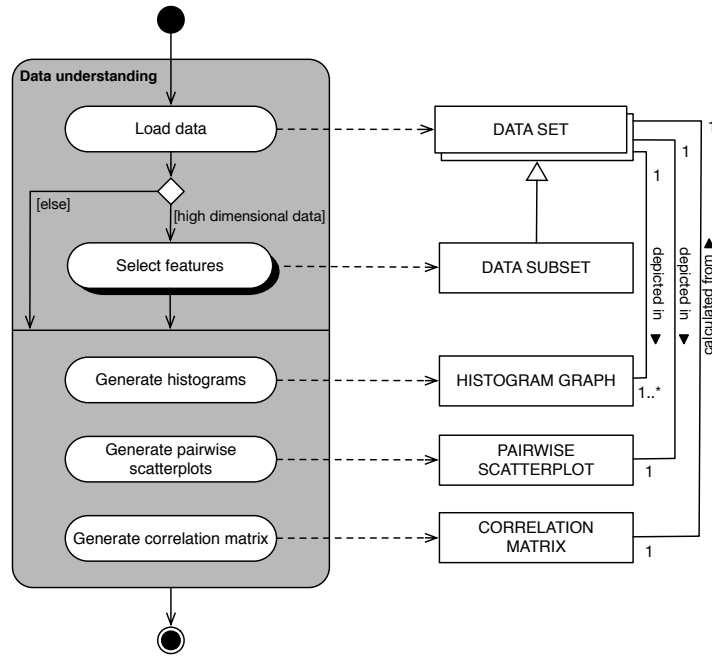 Data understanding
Load data
DATA SET
1
1
1
[else]
[high dimensional data]
Select features
DATA SUBSET
depicted in ▼
depicted in ▼
calculated from ▲
Generate histograms
HISTOGRAM GRAPH
1..*
Generate pairwise
scatterplots
PAIRWISE
SCATTERPLOT
1
Generate correlation matrix
CORRELATION
MATRIX
1